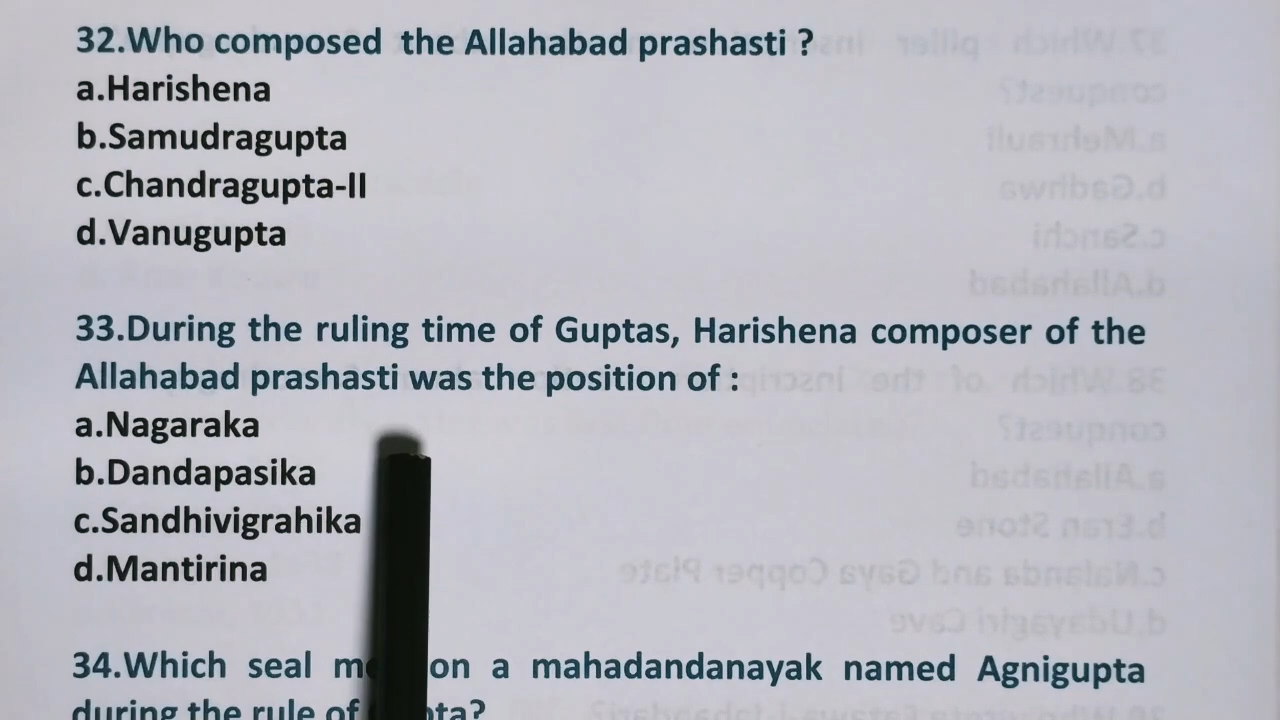 32.Who composed the Allahabad prashasti ?
a.Harishena
b.Samudragupta
c.Chandragupta-II
d.Vanugupta
33.During the ruling time of Guptas, Harishena composer of the
Allahabad prashasti was the position of :
a.Nagaraka
b.Dandapasika
c.Sandhivigrahika
d.Mantirina
34.Which seal on a mahadandanayak named Agnigupta
during the rule of